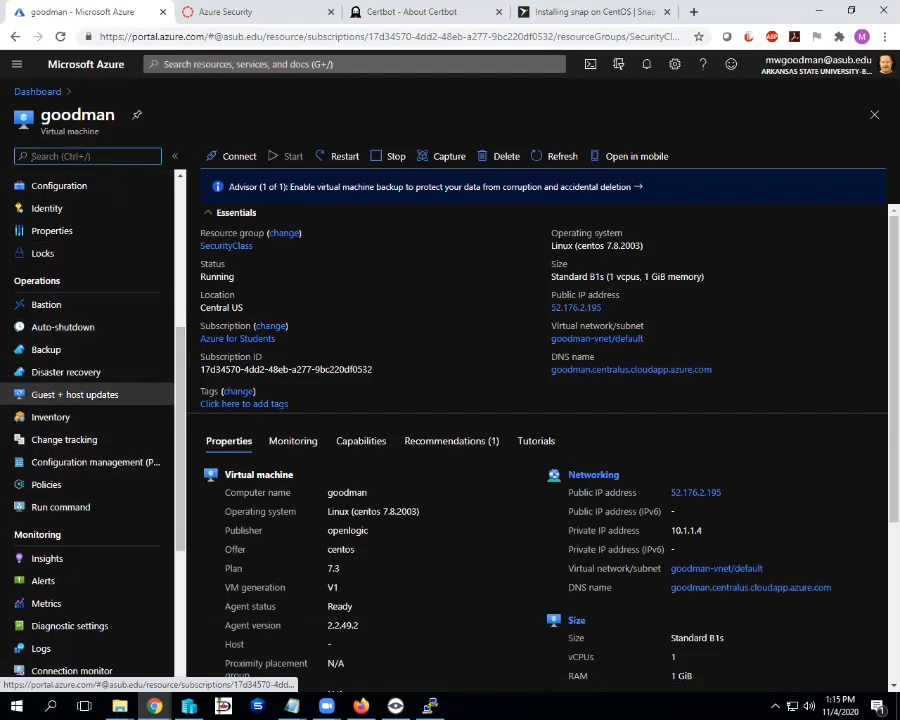 goodman - Microsoft Azure
Azure Security
Certbot - About Certbot
Installing snap on CentOS | Snap
https://portal.azure.com/#@asub.edu/resource/subscriptions/17d34570-4dd2-48eb-a277-9bc220df0532/resourceGroups/SecurityCl...
Microsoft Azure
Search resources, services, and docs (G+/)
mwgoodman@asub.edu
ARKANSAS STATE UNIVERSITY-B...
Dashboard
goodman
Virtual machine
Search (Ctrl+/)
Connect
Start
Restart
Stop
Capture
Delete
Refresh
Open in mobile
Advisor (1 of 1): Enable virtual machine backup to protect your data from corruption and accidental deletion →
Configuration
Identity
Properties
Locks
Operations
Bastion
Auto-shutdown
Backup
Disaster recovery
Guest + host updates
Inventory
Change tracking
Configuration management (P...
Policies
Run command
Monitoring
Insights
Alerts
Metrics
Diagnostic settings
Logs
Connection monitor
Essentials
Resource group (change)
SecurityClass
Status
Running
Location
Central US
Subscription (change)
Azure for Students
Subscription ID
17d34570-4dd2-48eb-a277-9bc220df0532
Tags (change)
Click here to add tags
Operating system
Linux (centos 7.8.2003)
Size
Standard B1s (1 vcpus, 1 GiB memory)
Public IP address
52.176.2.195
Virtual network/subnet
goodman-vnet/default
DNS name
goodman.centralus.cloudapp.azure.com
Properties
Monitoring
Capabilities
Recommendations (1)
Tutorials
Virtual machine
Computer name goodman
Operating system Linux (centos 7.8.2003)
Publisher openlogic
Offer centos
Plan 7.3
VM generation V1
Agent status Ready
Agent version 2.2.49.2
Host -
Proximity placement N/A
group
Networking
Public IP address 52.176.2.195
Public IP address (IPv6) -
Private IP address 10.1.1.4
Private IP address (IPv6) -
Virtual network/subnet goodman-vnet/default
DNS name goodman.centralus.cloudapp.azure.com
Size
Size Standard B1s
vCPUs 1
RAM 1 GiB
https://portal.azure.com/#@asub.edu/resource/subscriptions/17d34570-4dd...
1:15 PM
11/4/2020